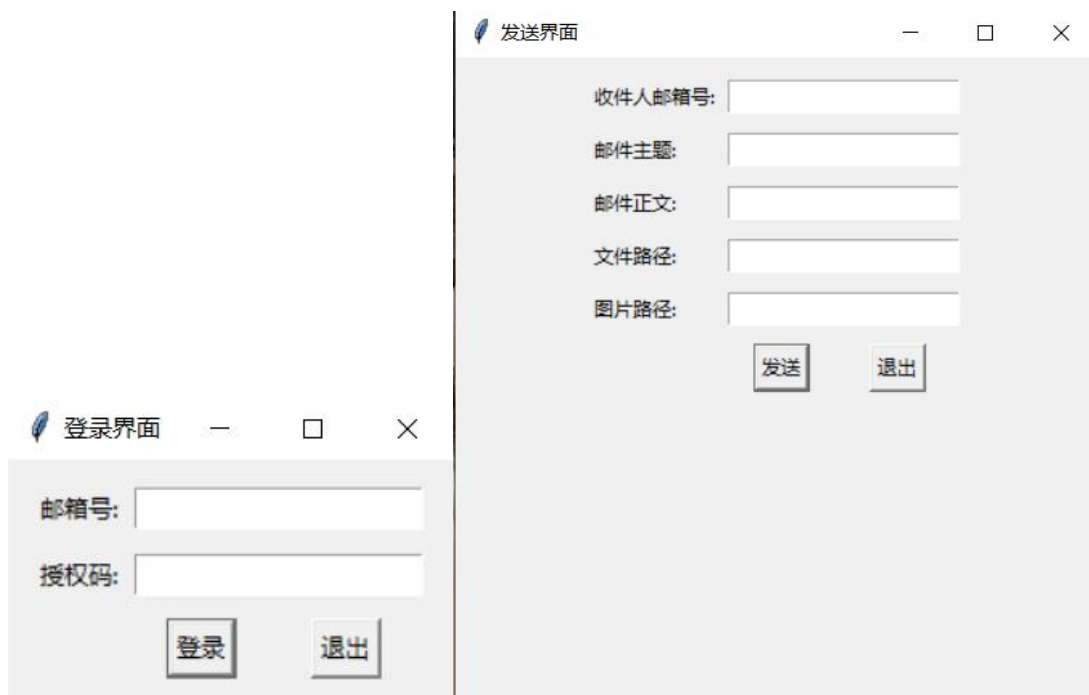 发送界面
收件人邮箱号:
邮件主题:
邮件正文:
文件路径:
图片路径:
发送 退出
登录界面
邮箱号:
授权码:
登录 退出